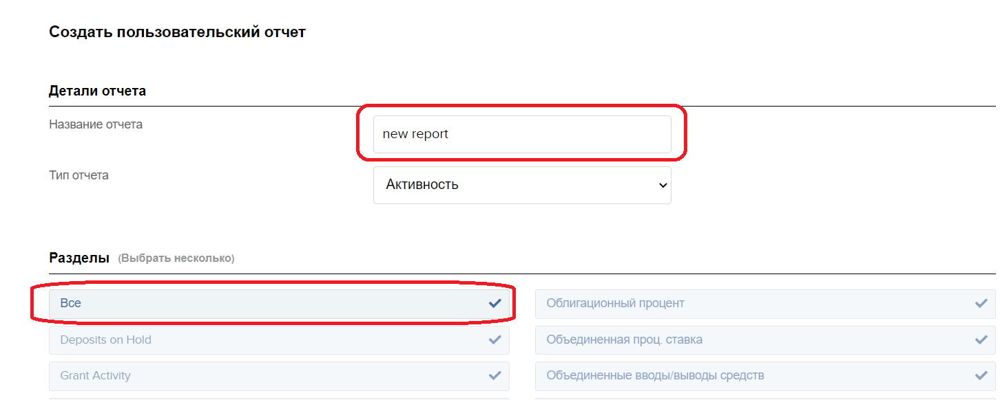 Создать пользовательский отчет
Детали отчета
Название отчета
new report
Тип отчета
Активность
Разделы (Выбрать несколько)
Все
Облигационный процент
Deposits on Hold
Объединенная проц. ставка
Grant Activity
Объединенные вводы/выводы средств